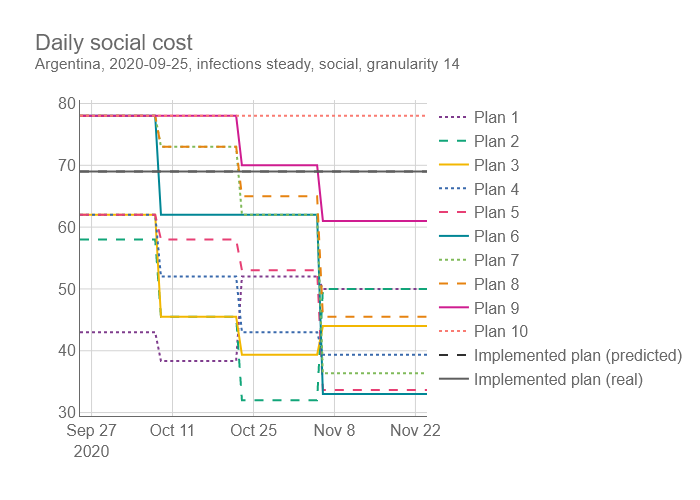 Daily social cost
Argentina, 2020-09-25, infections steady, social, granularity 14
80
70
60
50
40
30
Sep 27
2020
Oct 11
Oct 25
Nov 8
Nov 22
Plan 1
Plan 2
Plan 3
Plan 4
Plan 5
Plan 6
Plan 7
Plan 8
Plan 9
Plan 10
Implemented plan (predicted)
Implemented plan (real)